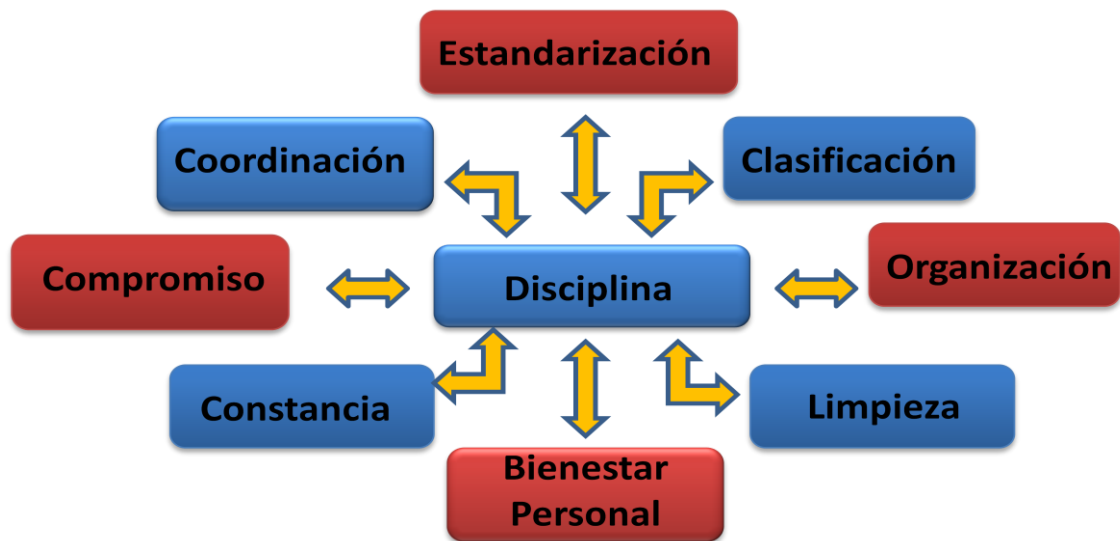 Estandarización
Coordinación
Clasificación
Compromiso
Disciplina
Organización
Constancia
Limpieza
Bienestar
Personal